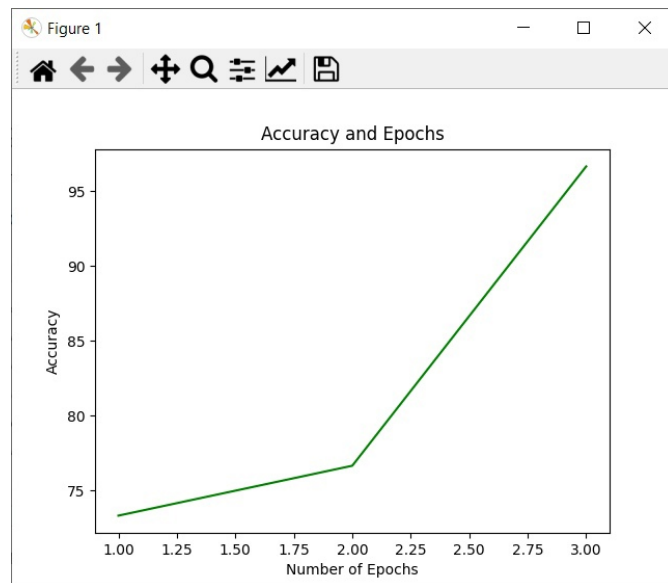 Figure 1
Accuracy and Epochs
95
90
85
80
75
Accuracy
1.00 1.25 1.50 1.75 2.00 2.25 2.50 2.75 3.00
Number of Epochs